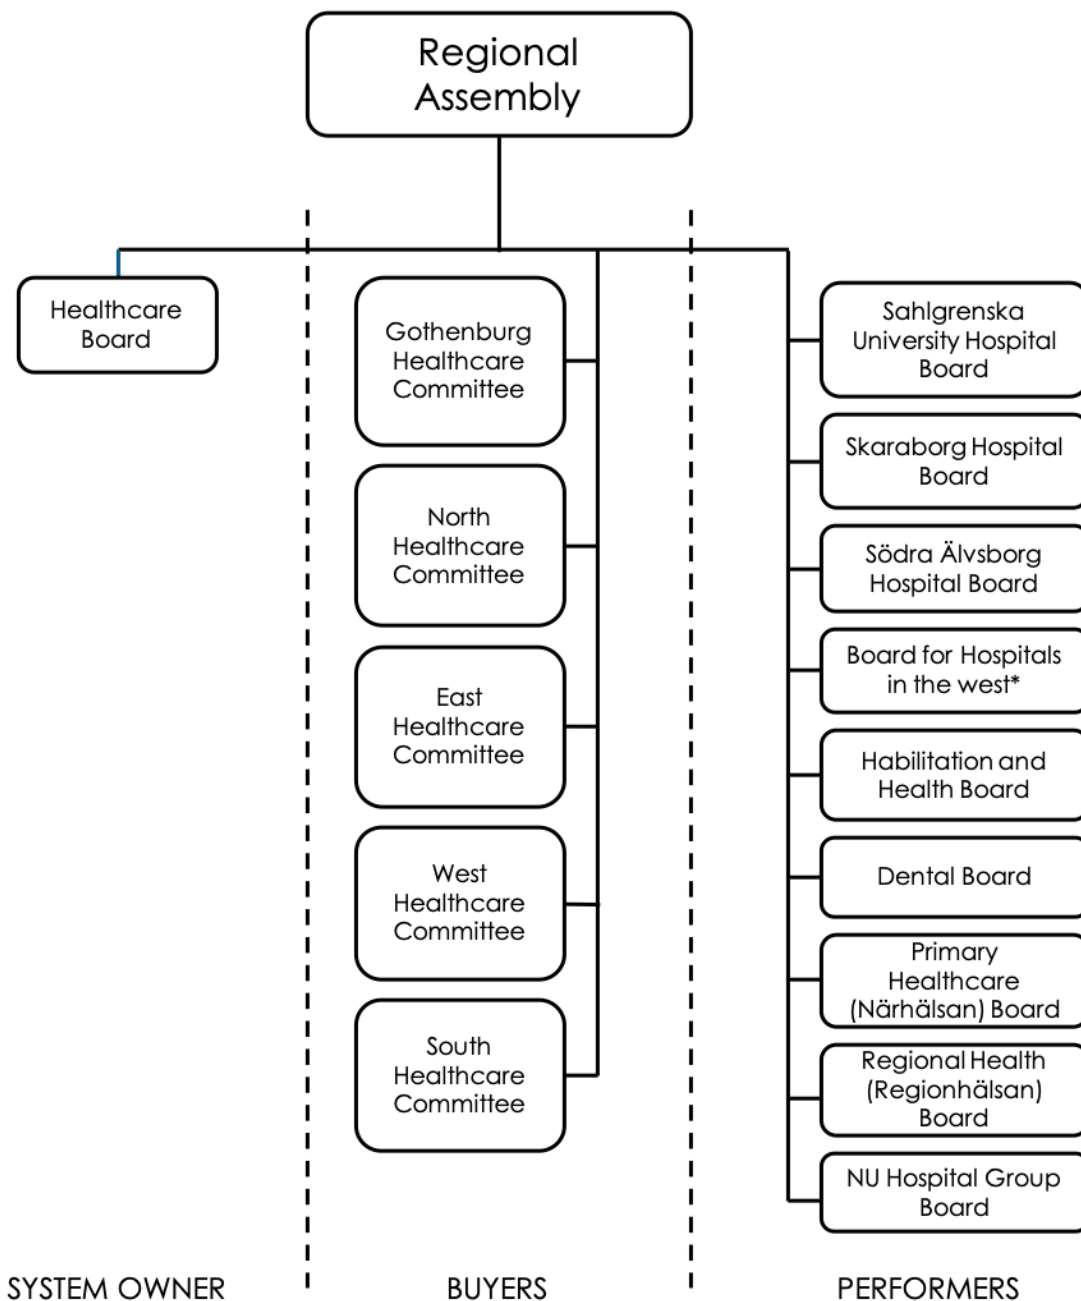 Regional
Assembly
Healthcare
Board
Gothenburg
Healthcare
Committee
North
Healthcare
Committee
East
Healthcare
Committee
West
Healthcare
Committee
South
Healthcare
Committee
Sahlgrenska
University Hospital
Board
Skaraborg Hospital
Board
Södra Älvsborg
Hospital Board
Board for Hospitals
in the west*
Habilitation and
Health Board
Dental Board
Primary
Healthcare
(Närhälsan) Board
Regional Health
(Regionhälsan)
Board
NU Hospital Group
Board
SYSTEM OWNER
BUYERS
PERFORMERS